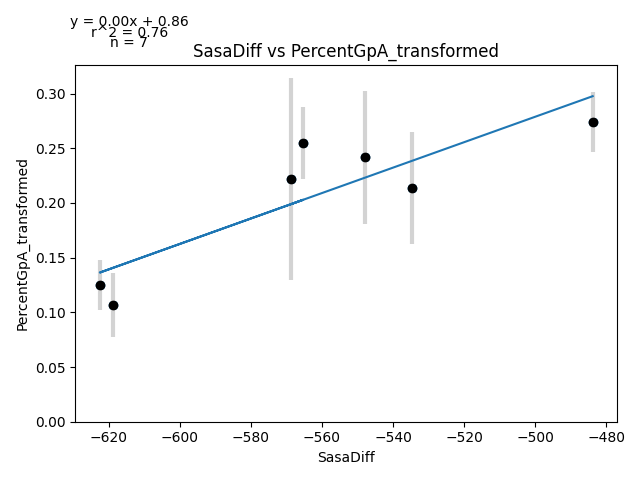 y = 0.00x + 0.86
r^2 = 0.76
n = 7
SasaDiff vs PercentGpA_transformed
0.30
0.25
0.20
0.15
0.10
0.05
0.00
PercentGpA_transformed
−620 −600 −580 −560 −540 −520 −500 −480
SasaDiff